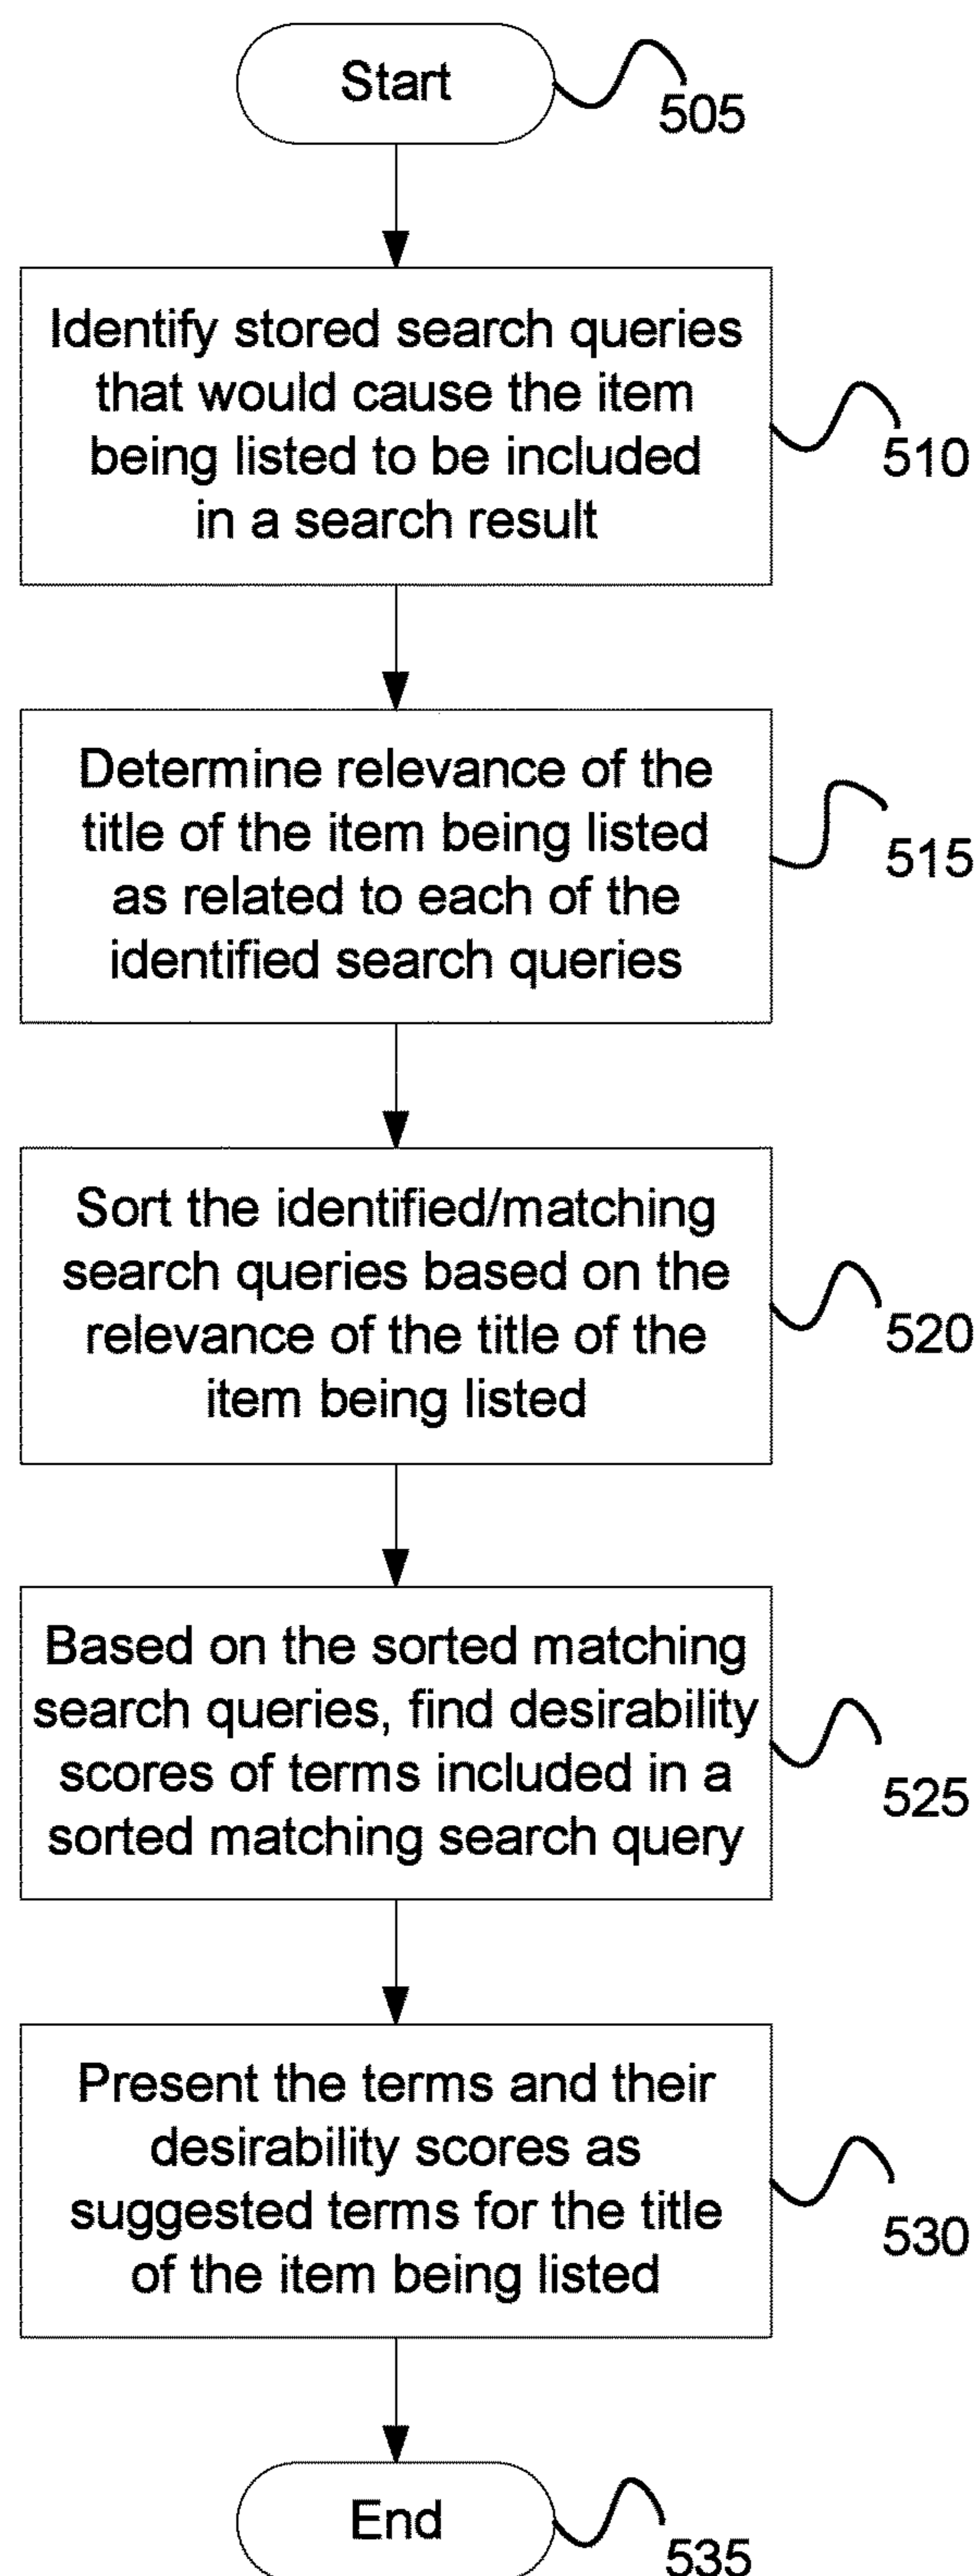 Start
505
Identify stored search queries
that would cause the item
being listed to be included
in a search result
510
Determine relevance of the
title of the item being listed
as related to each of the
identified search queries
515
Sort the identified/matching
search queries based on the
relevance of the title of the
item being listed
520
Based on the sorted matching
search queries, find desirability
scores of terms included in a
sorted matching search query
525
Present the terms and their
desirability scores as
suggested terms for the title
of the item being listed
530
End
535